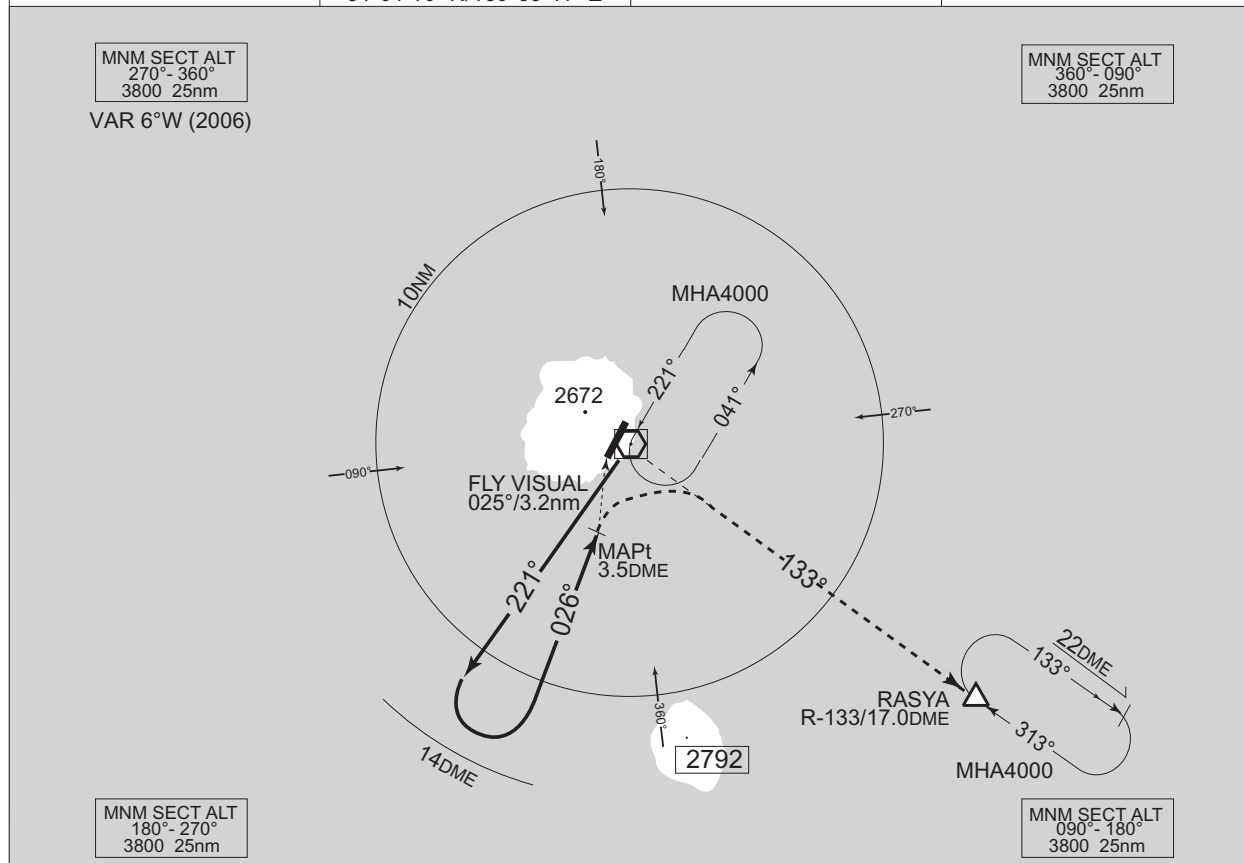 MNM SECT ALT
270°- 360°
3800 25nm
VAR 6°W (2006)
MNM SECT ALT
360°- 090°
3800 25nm
180°
10NM
MHA4000
2672
221°
041°
270°
090°
FLY VISUAL
025°/3.2nm
MAPt
3.5DME
221°
026°
133°
22DME
133°
RASYA
R-133/17.0DME
360°
313°
2792
14DME
MHA4000
MNM SECT ALT
180°- 270°
3800 25nm
MNM SECT ALT
090°- 180°
3800 25nm